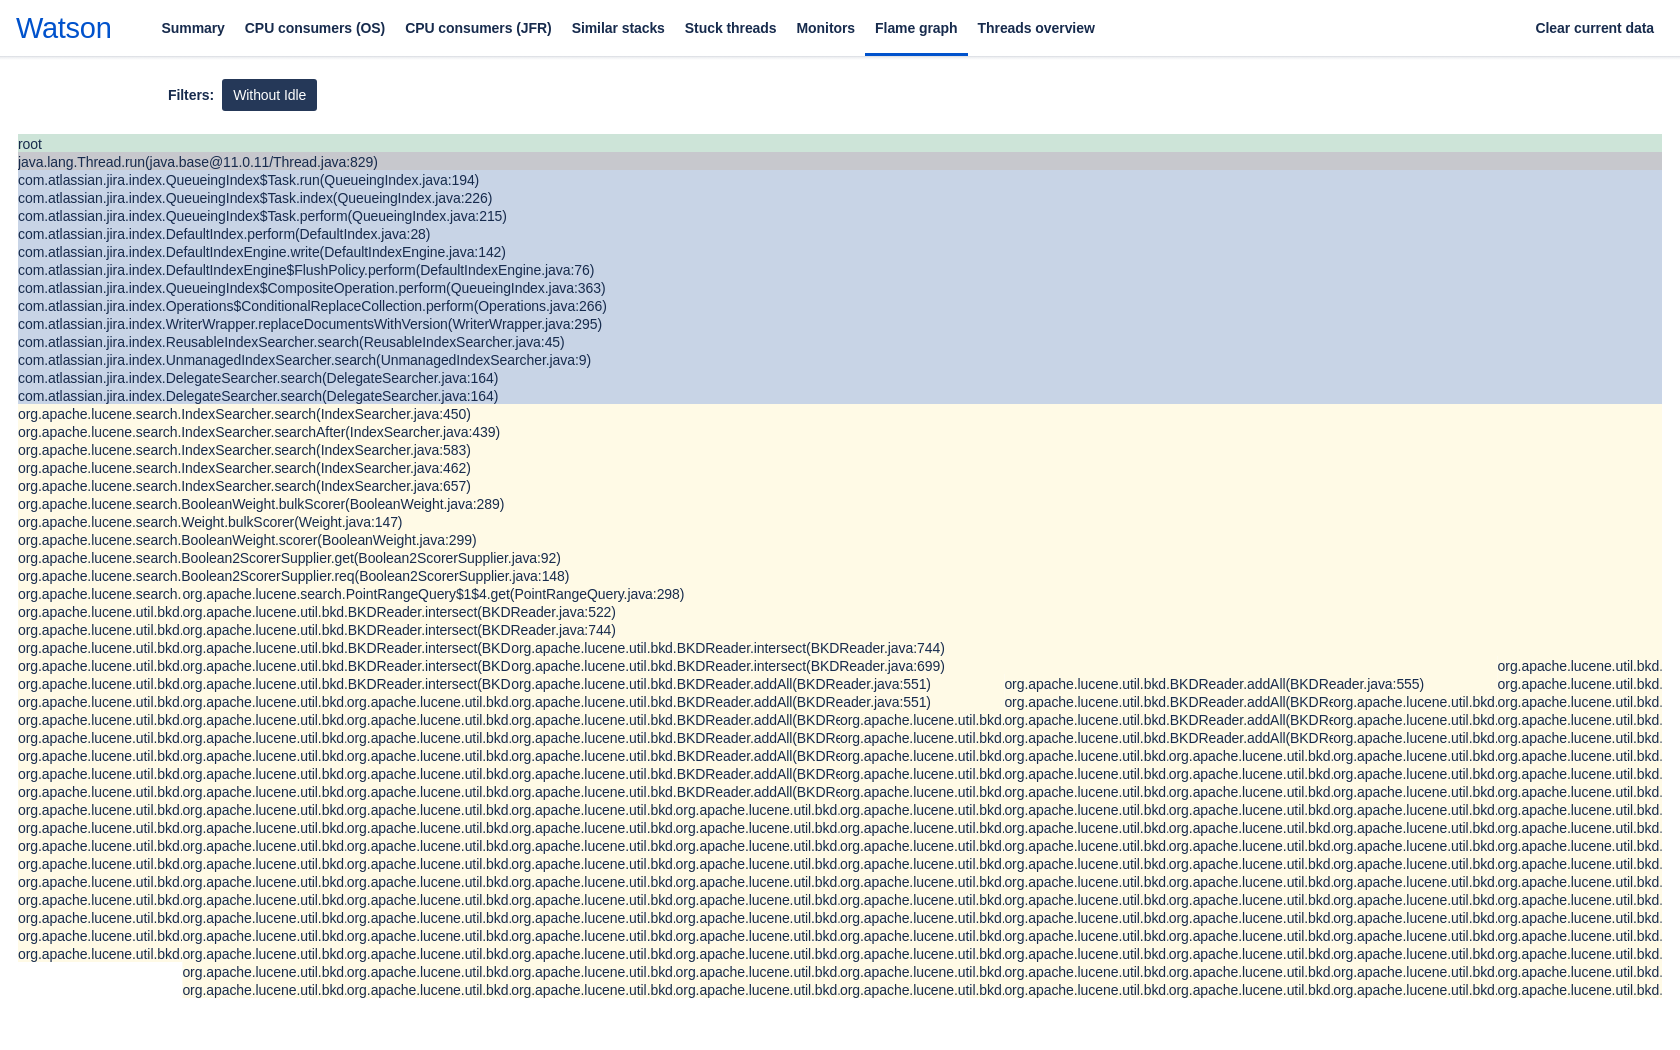 Watson
Summary CPU consumers (OS) CPU consumers (JFR) Similar stacks Stuck threads Monitors Flame graph Threads overview Clear current data
Filters: Without Idle
root
java.lang.Thread.run(java.base@11.0.11/Thread.java:829)
com.atlassian.jira.index.QueueingIndex$Task.run(QueueingIndex.java:194)
com.atlassian.jira.index.QueueingIndex$Task.index(QueueingIndex.java:226)
com.atlassian.jira.index.QueueingIndex$Task.perform(QueueingIndex.java:215)
com.atlassian.jira.index.DefaultIndex.perform(DefaultIndex.java:28)
com.atlassian.jira.index.DefaultIndexEngine.write(DefaultIndexEngine.java:142)
com.atlassian.jira.index.DefaultIndexEngine$FlushPolicy.perform(DefaultIndexEngine.java:76)
com.atlassian.jira.index.QueueingIndex$CompositeOperation.perform(QueueingIndex.java:363)
com.atlassian.jira.index.Operations$ConditionalReplaceCollection.perform(Operations.java:266)
com.atlassian.jira.index.WriterWrapper.replaceDocumentsWithVersion(WriterWrapper.java:295)
com.atlassian.jira.index.ReusableIndexSearcher.search(ReusableIndexSearcher.java:45)
com.atlassian.jira.index.UnmanagedIndexSearcher.search(UnmanagedIndexSearcher.java:9)
com.atlassian.jira.index.DelegateSearcher.search(DelegateSearcher.java:164)
com.atlassian.jira.index.DelegateSearcher.search(DelegateSearcher.java:164)
org.apache.lucene.search.IndexSearcher.search(IndexSearcher.java:450)
org.apache.lucene.search.IndexSearcher.searchAfter(IndexSearcher.java:439)
org.apache.lucene.search.IndexSearcher.search(IndexSearcher.java:583)
org.apache.lucene.search.IndexSearcher.search(IndexSearcher.java:462)
org.apache.lucene.search.IndexSearcher.search(IndexSearcher.java:657)
org.apache.lucene.search.BooleanWeight.bulkScorer(BooleanWeight.java:289)
org.apache.lucene.search.Weight.bulkScorer(Weight.java:147)
org.apache.lucene.search.BooleanWeight.scorer(BooleanWeight.java:299)
org.apache.lucene.search.Boolean2ScorerSupplier.get(Boolean2ScorerSupplier.java:92)
org.apache.lucene.search.Boolean2ScorerSupplier.req(Boolean2ScorerSupplier.java:148)
org.apache.lucene.search. org.apache.lucene.search.PointRangeQuery$1$4.get(PointRangeQuery.java:298)
org.apache.lucene.util.bkd. org.apache.lucene.util.bkd.BKDReader.intersect(BKDReader.java:522)
org.apache.lucene.util.bkd. org.apache.lucene.util.bkd.BKDReader.intersect(BKDReader.java:744)
org.apache.lucene.util.bkd. org.apache.lucene.util.bkd.BKDReader.intersect(BKD org.apache.lucene.util.bkd.BKDReader.intersect(BKDReader.java:744)
org.apache.lucene.util.bkd. org.apache.lucene.util.bkd.BKDReader.intersect(BKD org.apache.lucene.util.bkd.BKDReader.intersect(BKDReader.java:699) org.apache.lucene.util.bkd.
org.apache.lucene.util.bkd. org.apache.lucene.util.bkd.BKDReader.intersect(BKD org.apache.lucene.util.bkd.BKDReader.addAll(BKDReader.java:551) org.apache.lucene.util.bkd.BKDReader.addAll(BKDReader.java:555) org.apache.lucene.util.bkd.
org.apache.lucene.util.bkd. org.apache.lucene.util.bkd. org.apache.lucene.util.bkd. org.apache.lucene.util.bkd.BKDReader.addAll(BKDReader.java:551) org.apache.lucene.util.bkd.BKDReader.addAll(BKDRe org.apache.lucene.util.bkd. org.apache.lucene.util.bkd.
org.apache.lucene.util.bkd. org.apache.lucene.util.bkd. org.apache.lucene.util.bkd. org.apache.lucene.util.bkd.BKDReader.addAll(BKDRe org.apache.lucene.util.bkd. org.apache.lucene.util.bkd.BKDReader.addAll(BKDRe org.apache.lucene.util.bkd. org.apache.lucene.util.bkd.
org.apache.lucene.util.bkd. org.apache.lucene.util.bkd. org.apache.lucene.util.bkd. org.apache.lucene.util.bkd.BKDReader.addAll(BKDRe org.apache.lucene.util.bkd. org.apache.lucene.util.bkd.BKDReader.addAll(BKDRe org.apache.lucene.util.bkd. org.apache.lucene.util.bkd.
org.apache.lucene.util.bkd. org.apache.lucene.util.bkd. org.apache.lucene.util.bkd. org.apache.lucene.util.bkd.BKDReader.addAll(BKDRe org.apache.lucene.util.bkd. org.apache.lucene.util.bkd. org.apache.lucene.util.bkd. org.apache.lucene.util.bkd. org.apache.lucene.util.bkd.
org.apache.lucene.util.bkd. org.apache.lucene.util.bkd. org.apache.lucene.util.bkd. org.apache.lucene.util.bkd.BKDReader.addAll(BKDRe org.apache.lucene.util.bkd. org.apache.lucene.util.bkd. org.apache.lucene.util.bkd. org.apache.lucene.util.bkd. org.apache.lucene.util.bkd.
org.apache.lucene.util.bkd. org.apache.lucene.util.bkd. org.apache.lucene.util.bkd. org.apache.lucene.util.bkd.BKDReader.addAll(BKDRe org.apache.lucene.util.bkd. org.apache.lucene.util.bkd. org.apache.lucene.util.bkd. org.apache.lucene.util.bkd. org.apache.lucene.util.bkd.
org.apache.lucene.util.bkd. org.apache.lucene.util.bkd. org.apache.lucene.util.bkd. org.apache.lucene.util.bkd. org.apache.lucene.util.bkd. org.apache.lucene.util.bkd. org.apache.lucene.util.bkd. org.apache.lucene.util.bkd. org.apache.lucene.util.bkd. org.apache.lucene.util.bkd.
org.apache.lucene.util.bkd. org.apache.lucene.util.bkd. org.apache.lucene.util.bkd. org.apache.lucene.util.bkd. org.apache.lucene.util.bkd. org.apache.lucene.util.bkd. org.apache.lucene.util.bkd. org.apache.lucene.util.bkd. org.apache.lucene.util.bkd. org.apache.lucene.util.bkd.
org.apache.lucene.util.bkd. org.apache.lucene.util.bkd. org.apache.lucene.util.bkd. org.apache.lucene.util.bkd. org.apache.lucene.util.bkd. org.apache.lucene.util.bkd. org.apache.lucene.util.bkd. org.apache.lucene.util.bkd. org.apache.lucene.util.bkd. org.apache.lucene.util.bkd.
org.apache.lucene.util.bkd. org.apache.lucene.util.bkd. org.apache.lucene.util.bkd. org.apache.lucene.util.bkd. org.apache.lucene.util.bkd. org.apache.lucene.util.bkd. org.apache.lucene.util.bkd. org.apache.lucene.util.bkd. org.apache.lucene.util.bkd. org.apache.lucene.util.bkd.
org.apache.lucene.util.bkd. org.apache.lucene.util.bkd. org.apache.lucene.util.bkd. org.apache.lucene.util.bkd. org.apache.lucene.util.bkd. org.apache.lucene.util.bkd. org.apache.lucene.util.bkd. org.apache.lucene.util.bkd. org.apache.lucene.util.bkd. org.apache.lucene.util.bkd.
org.apache.lucene.util.bkd. org.apache.lucene.util.bkd. org.apache.lucene.util.bkd. org.apache.lucene.util.bkd. org.apache.lucene.util.bkd. org.apache.lucene.util.bkd. org.apache.lucene.util.bkd. org.apache.lucene.util.bkd. org.apache.lucene.util.bkd. org.apache.lucene.util.bkd.
org.apache.lucene.util.bkd. org.apache.lucene.util.bkd. org.apache.lucene.util.bkd. org.apache.lucene.util.bkd. org.apache.lucene.util.bkd. org.apache.lucene.util.bkd. org.apache.lucene.util.bkd. org.apache.lucene.util.bkd. org.apache.lucene.util.bkd. org.apache.lucene.util.bkd.
org.apache.lucene.util.bkd. org.apache.lucene.util.bkd. org.apache.lucene.util.bkd. org.apache.lucene.util.bkd. org.apache.lucene.util.bkd. org.apache.lucene.util.bkd. org.apache.lucene.util.bkd. org.apache.lucene.util.bkd. org.apache.lucene.util.bkd. org.apache.lucene.util.bkd.
org.apache.lucene.util.bkd. org.apache.lucene.util.bkd. org.apache.lucene.util.bkd. org.apache.lucene.util.bkd. org.apache.lucene.util.bkd. org.apache.lucene.util.bkd. org.apache.lucene.util.bkd. org.apache.lucene.util.bkd. org.apache.lucene.util.bkd. org.apache.lucene.util.bkd.
org.apache.lucene.util.bkd. org.apache.lucene.util.bkd. org.apache.lucene.util.bkd. org.apache.lucene.util.bkd. org.apache.lucene.util.bkd. org.apache.lucene.util.bkd. org.apache.lucene.util.bkd. org.apache.lucene.util.bkd. org.apache.lucene.util.bkd.
org.apache.lucene.util.bkd. org.apache.lucene.util.bkd. org.apache.lucene.util.bkd. org.apache.lucene.util.bkd. org.apache.lucene.util.bkd. org.apache.lucene.util.bkd. org.apache.lucene.util.bkd. org.apache.lucene.util.bkd. org.apache.lucene.util.bkd.